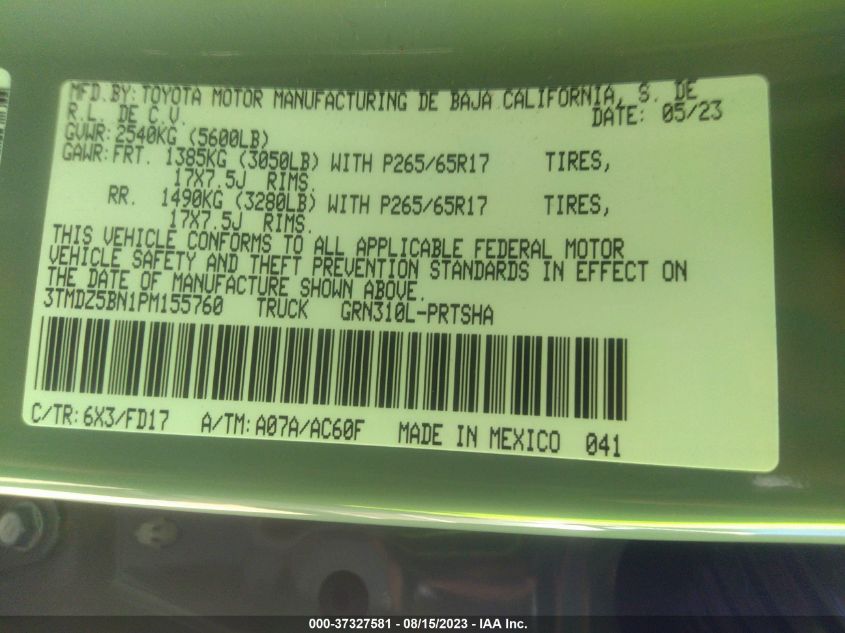 MFD. BY: TOYOTA MOTOR MANUFACTURING DE BAJA CALIFORNIA, S. DE
R.L. DE C.V. DATE: 05/23
GVWR: 2540KG (5600LB)
GAWR: FRT. 1385KG (3050LB) WITH P265/65R17 TIRES,
17X7.5J RIMS.
RR. 1490KG (3280LB) WITH P265/65R17 TIRES,
17X7.5J RIMS.
THIS VEHICLE CONFORMS TO ALL APPLICABLE FEDERAL MOTOR
VEHICLE SAFETY AND THEFT PREVENTION STANDARDS IN EFFECT ON
THE DATE OF MANUFACTURE SHOWN ABOVE.
3TMDZ5BN1PM155760 TRUCK GRN310L-PRTSHA
C/TR: 6X3/FD17 A/TM: A07A/AC60F MADE IN MEXICO 041
000-37327581 - 08/15/2023 - IAA Inc.